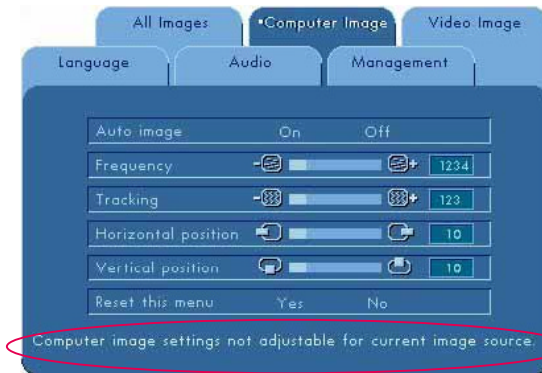 All Images •Computer Image Video Image
Language Audio Management
Auto image On Off
Frequency - + 1234
Tracking - + 123
Horizontal position 10
Vertical position 10
Reset this menu Yes No
Computer image settings not adjustable for current image source.